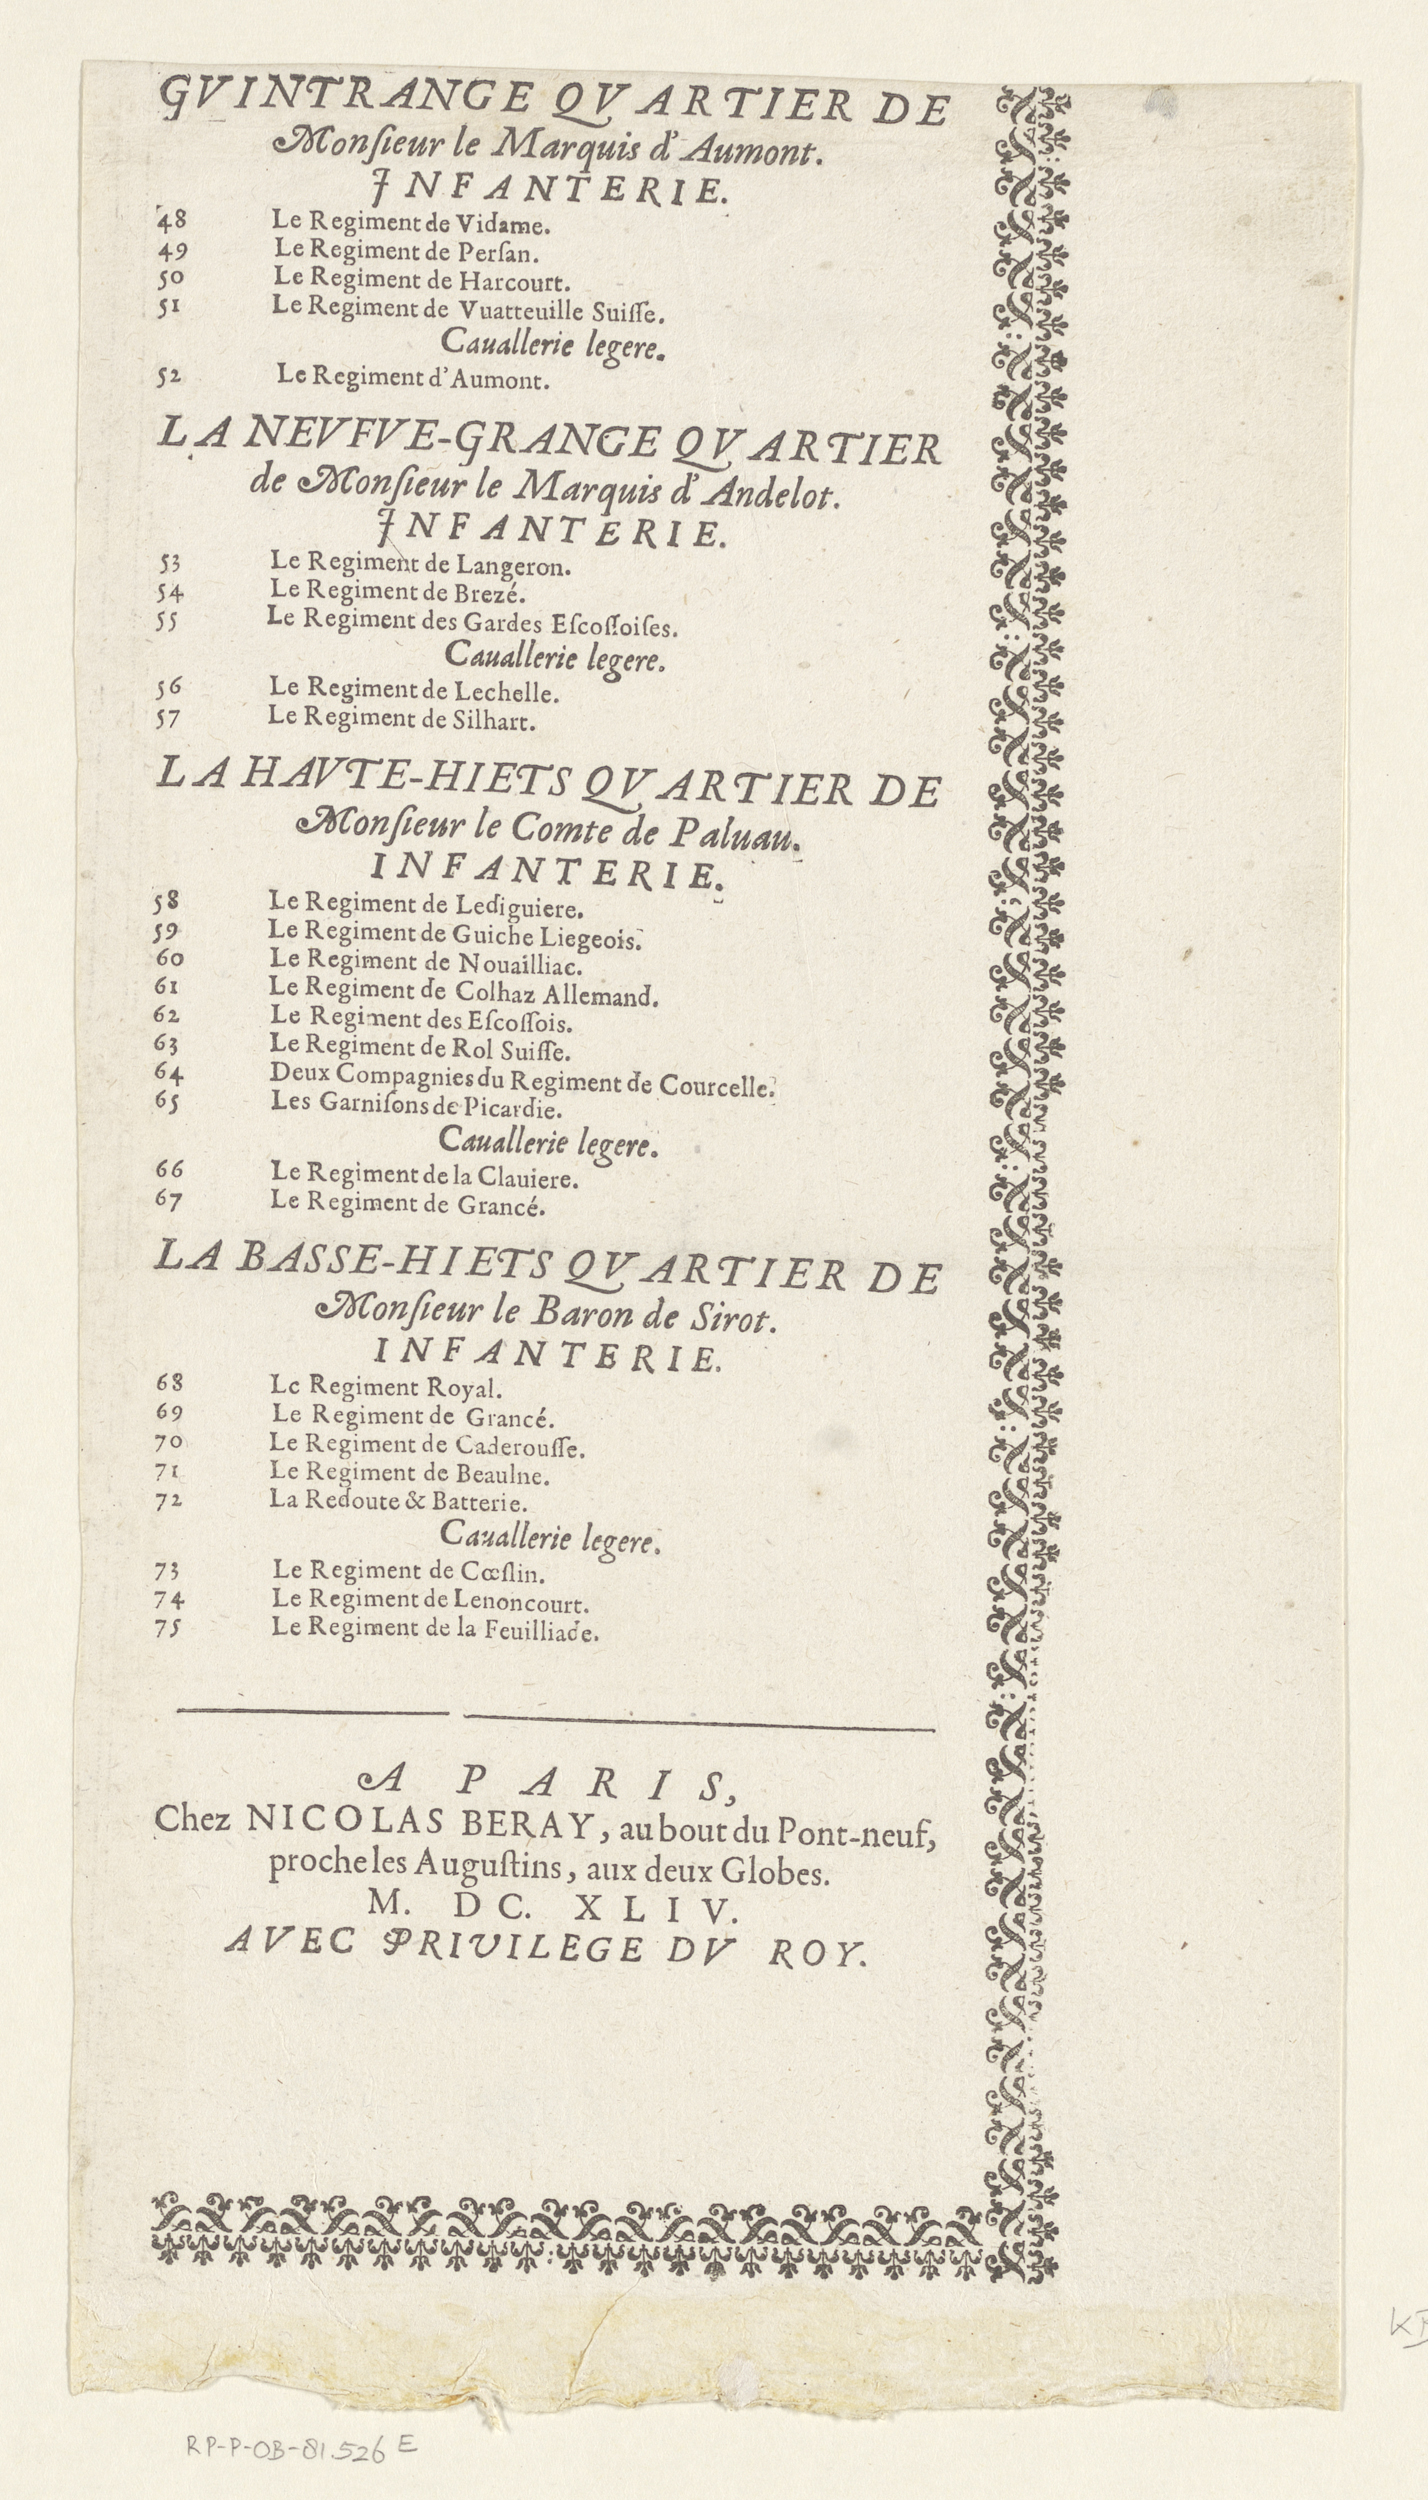 GVINTRANGE QVARTIER DE
Monſieur le Marquis d'Aumont.
INFANTERIE.
48 Le Regiment de Vidame.
49 Le Regiment de Perſan.
50 Le Regiment de Harcourt.
51 Le Regiment de Vuatteuille Suiſſe.
Cauallerie legere.
52 Le Regiment d'Aumont.
LA NEVFVE-GRANGE QVARTIER
de Monſieur le Marquis d'Andelot.
INFANTERIE.
53 Le Regiment de Langeron.
54 Le Regiment de Brezé.
55 Le Regiment des Gardes Eſcoſſoiſes.
Cauallerie legere.
56 Le Regiment de Lechelle.
57 Le Regiment de Silhart.
LA HAVTE-HIETS QVARTIER DE
Monſieur le Comte de Paluau.
INFANTERIE.
58 Le Regiment de Lediguiere.
59 Le Regiment de Guiche Liegeois.
60 Le Regiment de Nouailliac.
61 Le Regiment de Colhaz Allemand.
62 Le Regiment des Eſcoſſois.
63 Le Regiment de Rol Suiſſe.
64 Deux Compagnies du Regiment de Courcelle.
65 Les Garniſons de Picardie.
Cauallerie legere.
66 Le Regiment de la Clauiere.
67 Le Regiment de Grancé.
LA BASSE-HIETS QVARTIER DE
Monſieur le Baron de Sirot.
INFANTERIE.
68 Le Regiment Royal.
69 Le Regiment de Grancé.
70 Le Regiment de Caderouſſe.
71 Le Regiment de Beaulne.
72 La Redoute & Batterie.
Cauallerie legere.
73 Le Regiment de Cœſlin.
74 Le Regiment de Lenoncourt.
75 Le Regiment de la Feuilliade.
A PARIS,
Chez NICOLAS BERAY, au bout du Pont-neuf,
proche les Auguſtins, aux deux Globes.
M. DC. XLIV.
AVEC PRIVILEGE DV ROY.
RP-P-OB-81.526 E